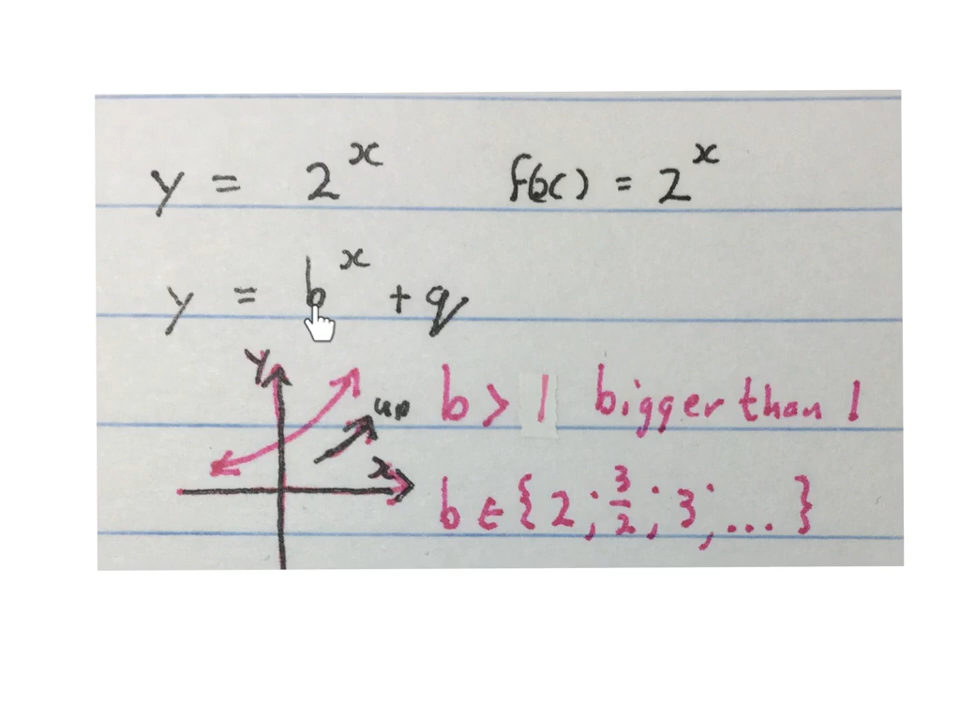 y = 2^x f(x) = 2^x
y = b^x + q
y
up b > 1 bigger than 1
x
b ∈ {2; 3/2; 3; ...}